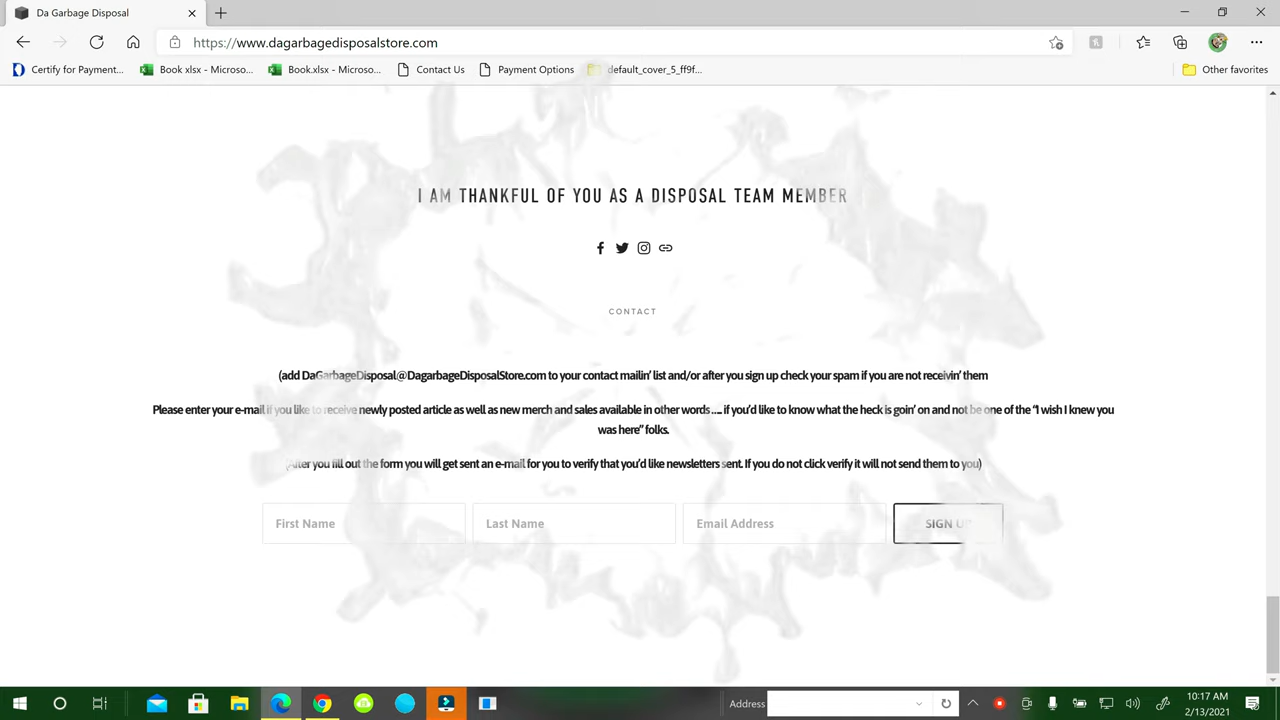 Da Garbage Disposal
https://www.dagarbagedisposalstore.com
Certify for Payment... Book xlsx - Microso... Book.xlsx - Microso... Contact Us Payment Options default_cover_5_ff9f... Other favorites
I AM THANKFUL OF YOU AS A DISPOSAL TEAM MEMBER
CONTACT
(add DaGarbageDisposal@DagarbageDisposalStore.com to your contact mailin' list and/or after you sign up check your spam if you are not receivin' them
Please enter your e-mail if you like to receive newly posted article as well as new merch and sales available in other words .... if you'd like to know what the heck is goin' on and not be one of the "I wish I knew you
was here" folks.
(After you fill out the form you will get sent an e-mail for you to verify that you'd like newsletters sent. If you do not click verify it will not send them to you)
First Name Last Name Email Address SIGN UP
Address 10:17 AM
2/13/2021